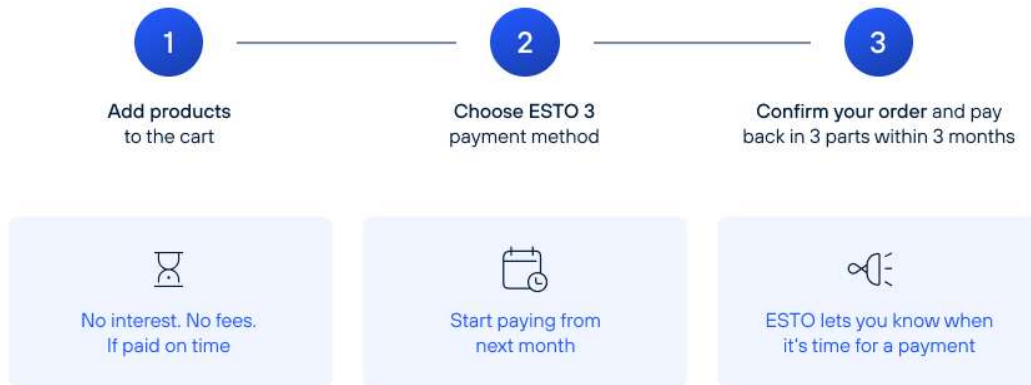 1
2
3
Add products
to the cart
Choose ESTO 3
payment method
Confirm your order and pay
back in 3 parts within 3 months
No interest. No fees.
If paid on time
Start paying from
next month
ESTO lets you know when
it's time for a payment